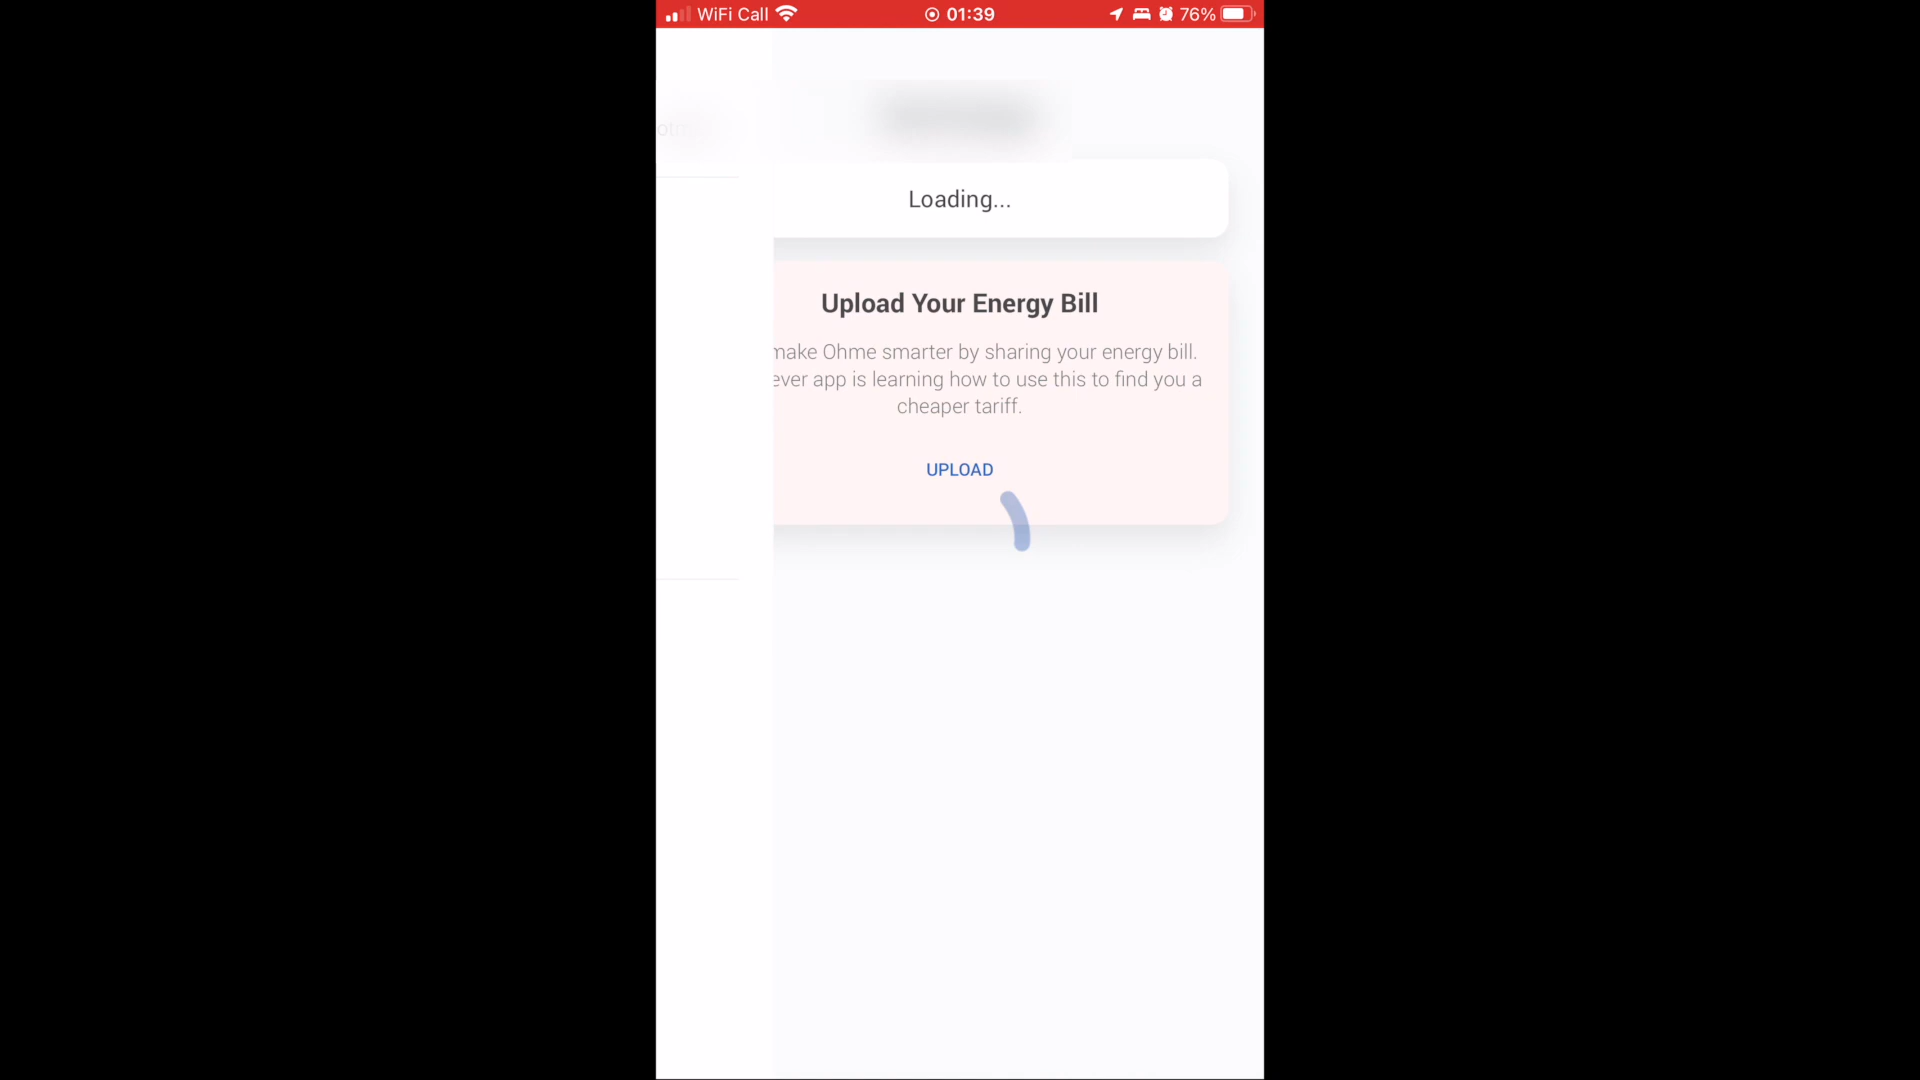 WiFi Call 01:39 76%
Loading...
Upload Your Energy Bill
make Ohme smarter by sharing your energy bill.
ever app is learning how to use this to find you a
cheaper tariff.
UPLOAD